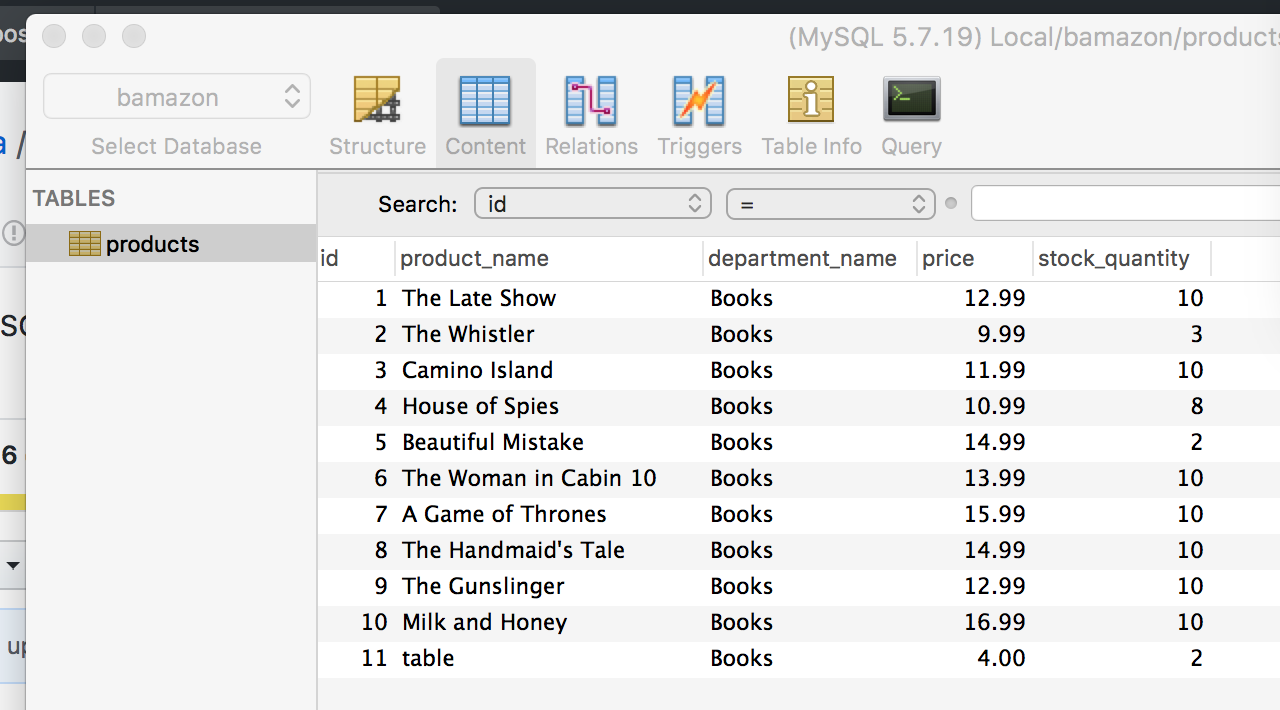 (MySQL 5.7.19) Local/bamazon/products
bamazon
Select Database
Structure
Content
Relations
Triggers
Table Info
Query
TABLES
products
Search: id =
id product_name department_name price stock_quantity
1 The Late Show Books 12.99 10
2 The Whistler Books 9.99 3
3 Camino Island Books 11.99 10
4 House of Spies Books 10.99 8
5 Beautiful Mistake Books 14.99 2
6 The Woman in Cabin 10 Books 13.99 10
7 A Game of Thrones Books 15.99 10
8 The Handmaid's Tale Books 14.99 10
9 The Gunslinger Books 12.99 10
10 Milk and Honey Books 16.99 10
11 table Books 4.00 2
6
up